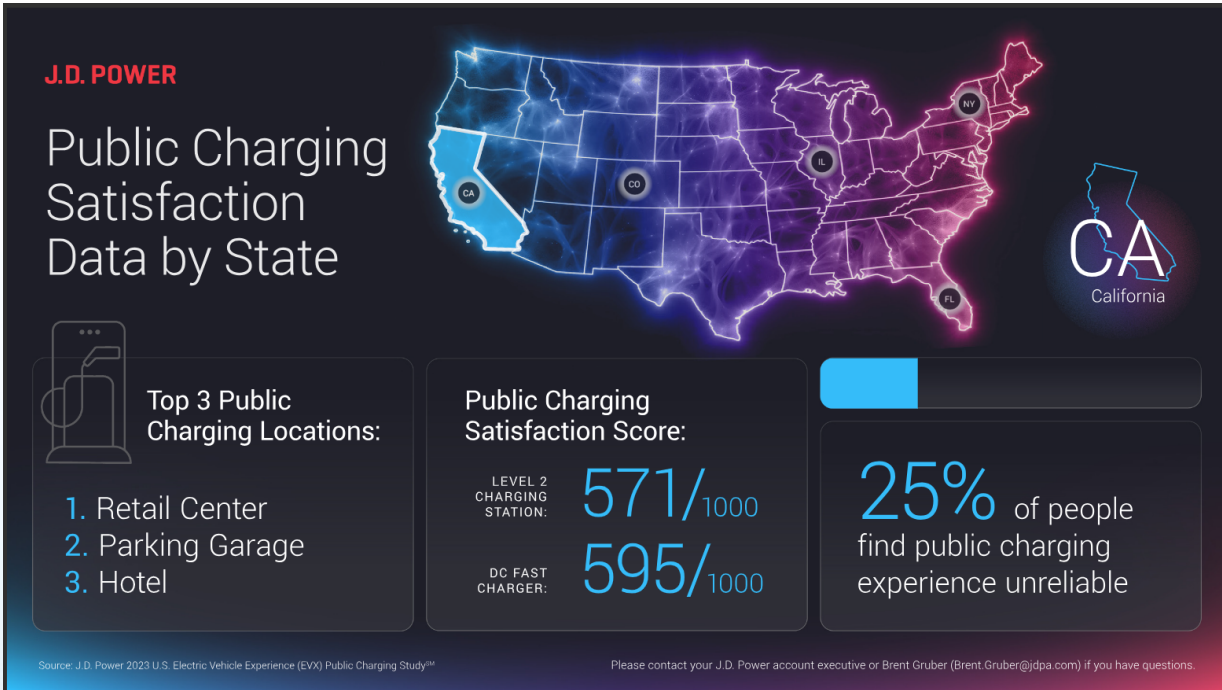 J.D. POWER
Public Charging
Satisfaction
Data by State
CA
CO
IL
NY
FL
CA
California
Top 3 Public
Charging Locations:
1. Retail Center
2. Parking Garage
3. Hotel
Public Charging
Satisfaction Score:
LEVEL 2
CHARGING
STATION:
571/1000
DC FAST
CHARGER:
595/1000
25% of people
find public charging
experience unreliable
Source: J.D. Power 2023 U.S. Electric Vehicle Experience (EVX) Public Charging Study℠
Please contact your J.D. Power account executive or Brent Gruber (Brent.Gruber@jdpa.com) if you have questions.